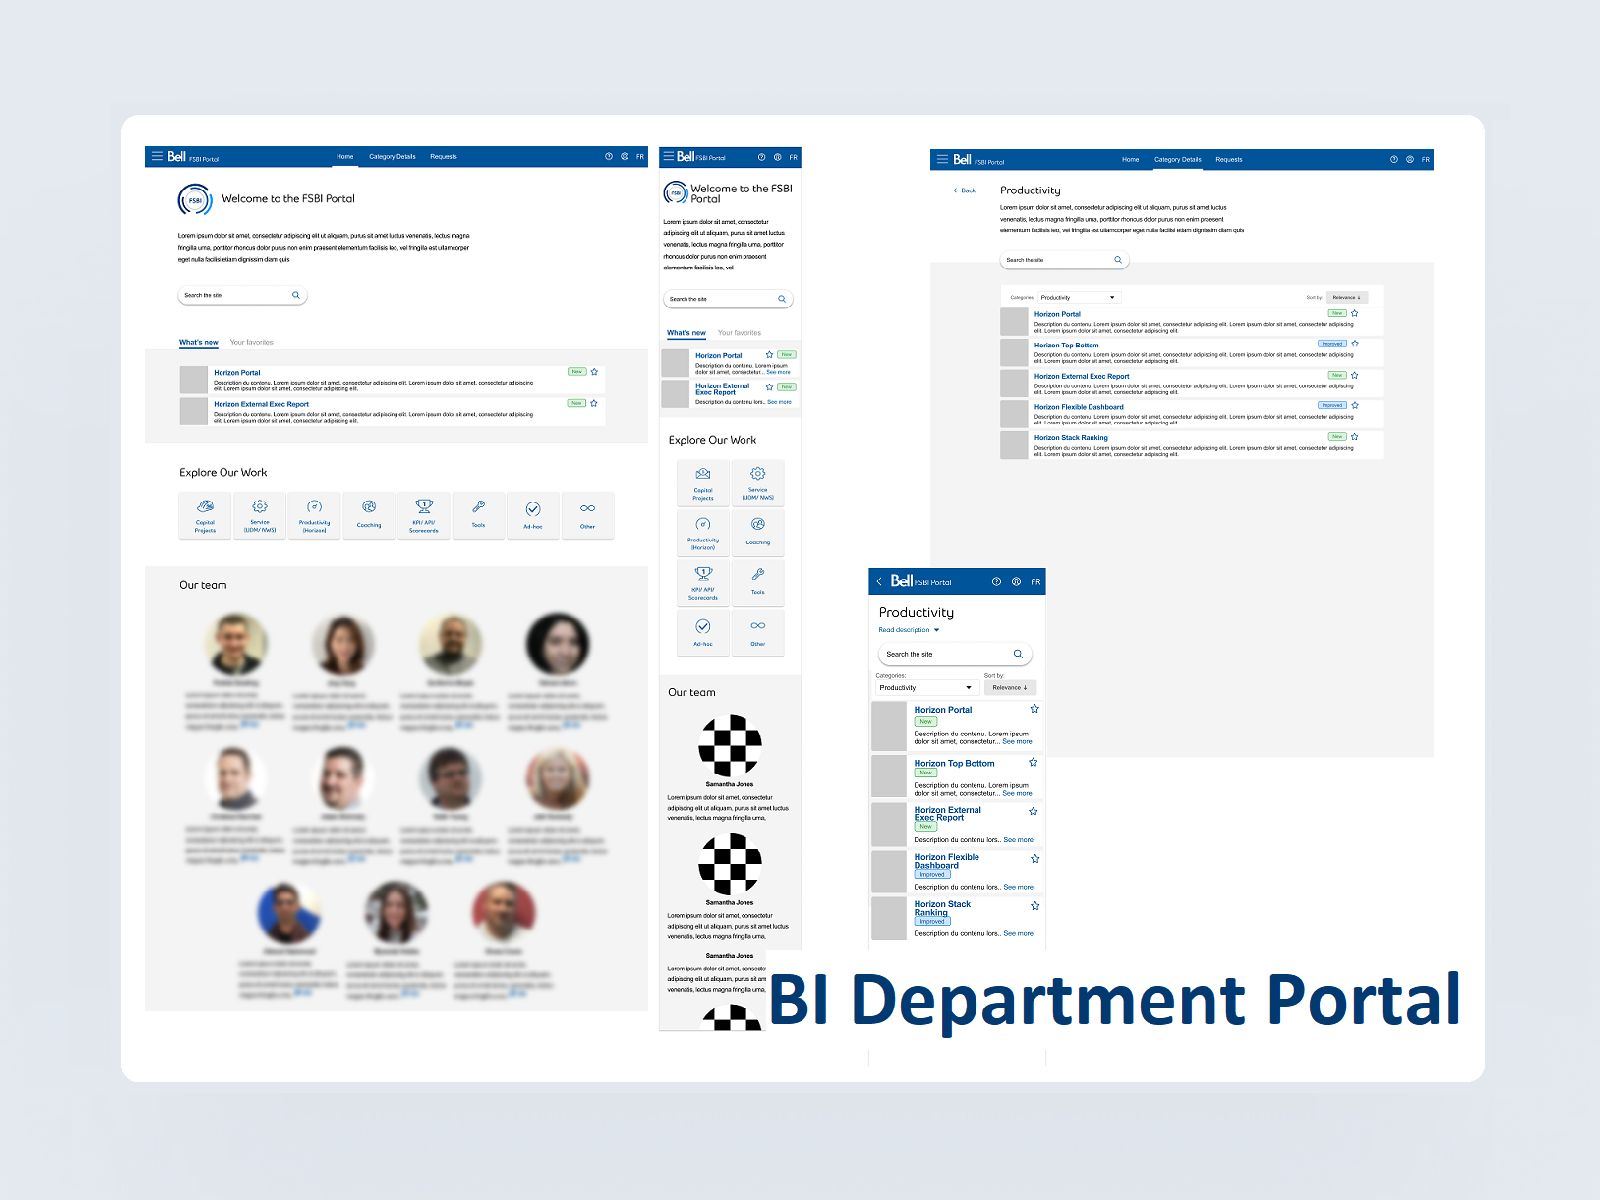 Bell FSBI Portal
Home Category Details Requests
FR
FSBI
Welcome to the FSBI Portal
Lorem ipsum dolor sit amet, consectetur adipiscing elit ut aliquam, purus sit amet luctus venenatis, lectus magna
fringilla urna, porttitor rhoncus dolor purus non enim praesent elementum facilisis leo, vel fringilla est ullamcorper
eget nulla facilisi etiam dignissim diam quis
Search the site
What's new Your favorites
Horizon Portal
New
Description du contenu. Lorem ipsum dolor sit amet, consectetur adipiscing elit. Lorem ipsum dolor sit amet, consectetur adipiscing
elit. Lorem ipsum dolor sit amet, consectetur adipiscing elit.
Horizon External Exec Report
New
Description du contenu. Lorem ipsum dolor sit amet, consectetur adipiscing elit. Lorem ipsum dolor sit amet, consectetur adipiscing
elit. Lorem ipsum dolor sit amet, consectetur adipiscing elit.
Explore Our Work
Capital
Projects
Service
(UDM/ NWS)
Productivity
(Horizon)
Coaching
KPI/ API/
Scorecards
Tools
Ad-hoc
Other
Our team
Bell FSBI Portal
FR
FSBI
Welcome to the FSBI
Portal
Lorem ipsum dolor sit amet, consectetur
adipiscing elit ut aliquam, purus sit amet luctus
venenatis, lectus magna fringilla urna, porttitor
rhoncus dolor purus non enim praesent
elementum facilisis leo, vel
Search the site
What's new Your favorites
Horizon Portal
New
Description du contenu. Lorem ipsum
dolor sit amet, consectetur... See more
Horizon External
Exec Report
New
Description du contenu lors.. See more
Explore Our Work
Capital
Projects
Service
(UDM/ NWS)
Productivity
(Horizon)
Coaching
KPI/ API/
Scorecards
Tools
Ad-hoc
Other
Our team
Samantha Jones
Lorem ipsum dolor sit amet, consectetur
adipiscing elit ut aliquam, purus sit amet luctus
venenatis, lectus magna fringilla urna,
Samantha Jones
Lorem ipsum dolor sit amet, consectetur
adipiscing elit ut aliquam, purus sit amet luctus
venenatis, lectus magna fringilla urna,
Samantha Jones
Lorem ipsum dolor sit amet, consecte
adipiscing elit ut aliquam, purus sit am
venenatis, lectus magna fringilla urna,
Bell FSBI Portal
Home Category Details Requests
FR
Back
Productivity
Lorem ipsum dolor sit amet, consectetur adipiscing elit ut aliquam, purus sit amet luctus
venenatis, lectus magna fringilla urna, porttitor rhoncus dolor purus non enim praesent
elementum facilisis leo, vel fringilla est ullamcorper eget nulla facilisi etiam dignissim diam quis
Search the site
Categories Productivity
Sort by: Relevance ↓
Horizon Portal
New
Description du contenu. Lorem ipsum dolor sit amet, consectetur adipiscing elit. Lorem ipsum dolor sit amet, consectetur adipiscing
elit. Lorem ipsum dolor sit amet, consectetur adipiscing elit.
Horizon Top Bottom
Improved
Description du contenu. Lorem ipsum dolor sit amet, consectetur adipiscing elit. Lorem ipsum dolor sit amet, consectetur adipiscing
elit. Lorem ipsum dolor sit amet, consectetur adipiscing elit.
Horizon External Exec Report
New
Description du contenu. Lorem ipsum dolor sit amet, consectetur adipiscing elit. Lorem ipsum dolor sit amet, consectetur adipiscing
elit. Lorem ipsum dolor sit amet, consectetur adipiscing elit.
Horizon Flexible Dashboard
Improved
Description du contenu. Lorem ipsum dolor sit amet, consectetur adipiscing elit. Lorem ipsum dolor sit amet, consectetur adipiscing
elit. Lorem ipsum dolor sit amet, consectetur adipiscing elit.
Horizon Stack Ranking
New
Description du contenu. Lorem ipsum dolor sit amet, consectetur adipiscing elit. Lorem ipsum dolor sit amet, consectetur adipiscing
elit. Lorem ipsum dolor sit amet, consectetur adipiscing elit.
Bell FSBI Portal
FR
Productivity
Read description
Search the site
Categories: Sort by:
Productivity Relevance ↓
Horizon Portal
New
Description du contenu. Lorem ipsum
dolor sit amet, consectetur... See more
Horizon Top Bottom
New
Description du contenu. Lorem ipsum
dolor sit amet, consectetur... See more
Horizon External
Exec Report
New
Description du contenu lors.. See more
Horizon Flexible
Dashboard
Improved
Description du contenu lors.. See more
Horizon Stack
Ranking
Improved
Description du contenu lors.. See more
BI Department Portal